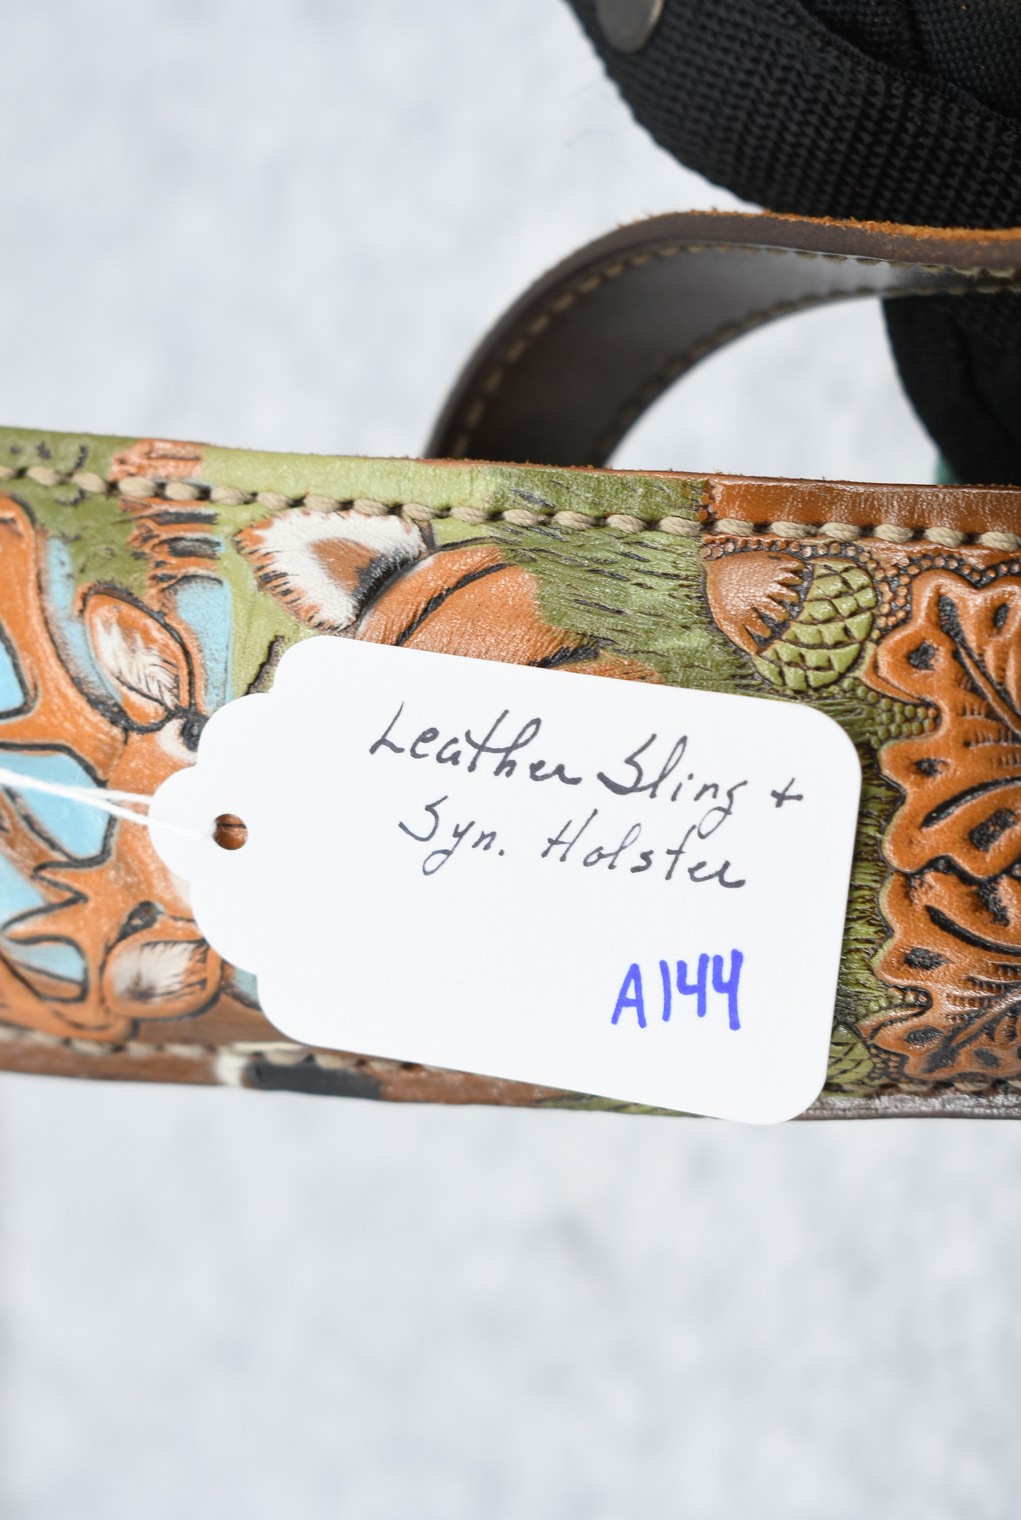 Leather Sling +
Syn. Holster
A144